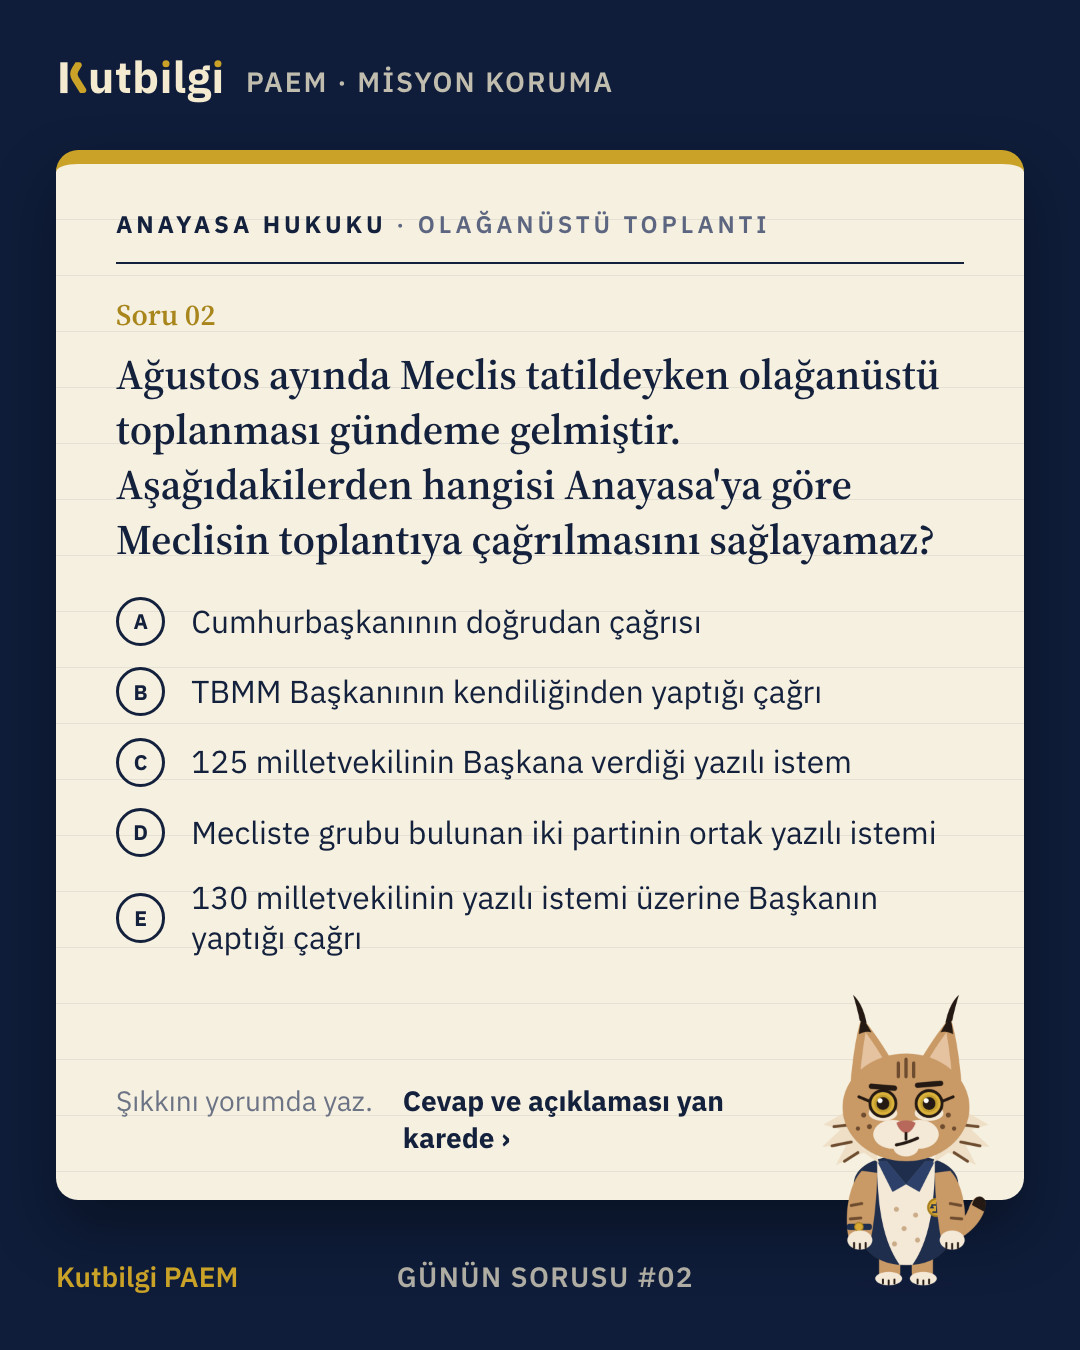 Kutbilgi PAEM · MİSYON KORUMA
ANAYASA HUKUKU · OLAĞANÜSTÜ TOPLANTI
Soru 02
Ağustos ayında Meclis tatildeyken olağanüstü
toplanması gündeme gelmiştir.
Aşağıdakilerden hangisi Anayasa'ya göre
Meclisin toplantıya çağrılmasını sağlayamaz?
A Cumhurbaşkanının doğrudan çağrısı
B TBMM Başkanının kendiliğinden yaptığı çağrı
C 125 milletvekilinin Başkana verdiği yazılı istem
D Mecliste grubu bulunan iki partinin ortak yazılı istemi
E 130 milletvekilinin yazılı istemi üzerine Başkanın
yaptığı çağrı
Şıkkını yorumda yaz. Cevap ve açıklaması yan
karede ›
Kutbilgi PAEM GÜNÜN SORUSU #02